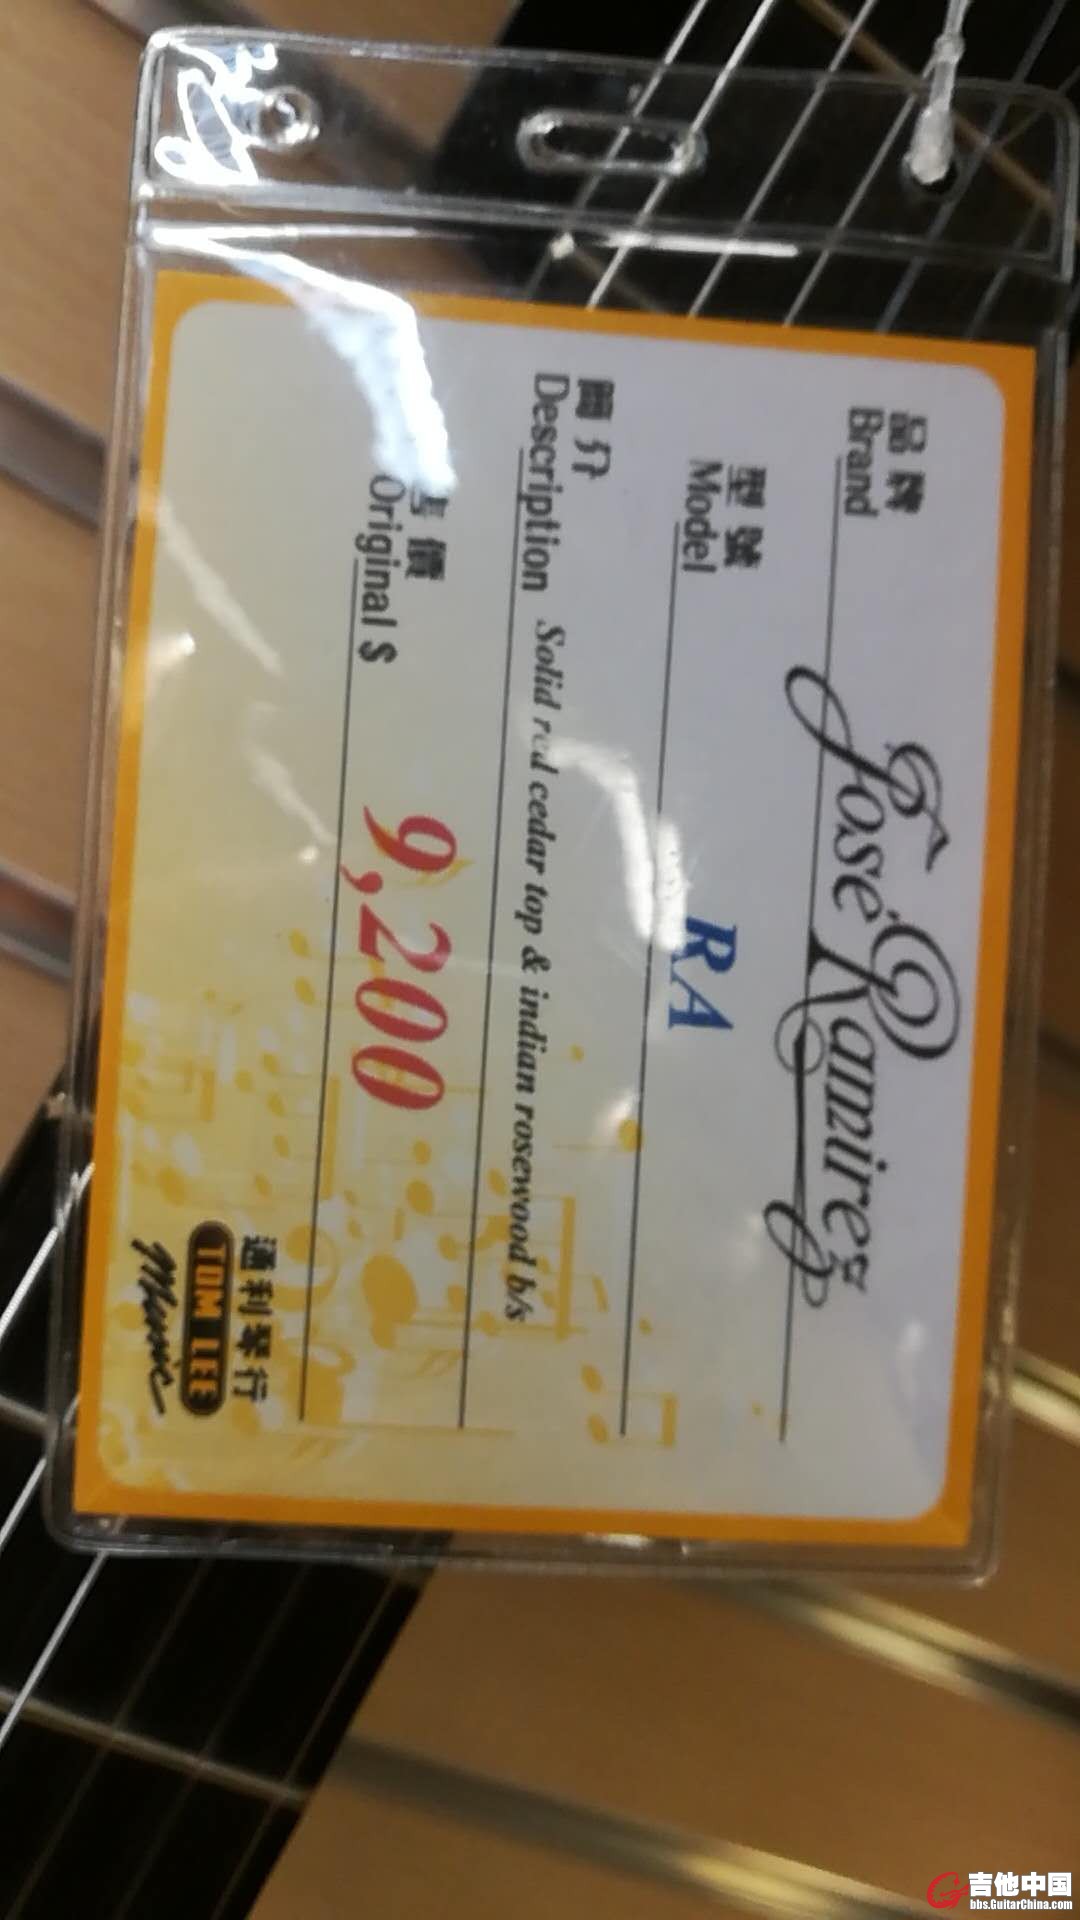 品牌
Brand
José Ramírez
型號
Model
RA
簡介
Description Solid red cedar top & indian rosewood b/s
售價
Original $
9,200
通利琴行
TOM LEE
Music
吉他中国
bbs.GuitarChina.com